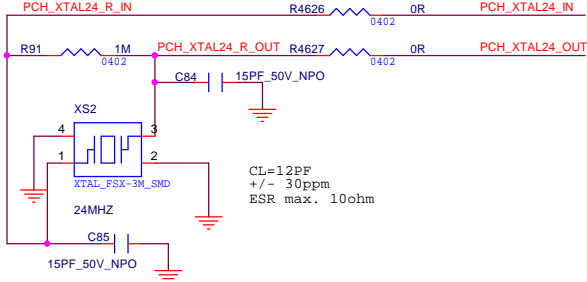 PCH_XTAL24_R_IN R4626 0R PCH_XTAL24_IN
0402
R91 1M PCH_XTAL24_R_OUT R4627 0R PCH_XTAL24_OUT
0402 0402
C84 15PF_50V_NPO
XS2
4 3
1 2
XTAL_FSX-3M_SMD
CL=12PF
+/- 30ppm
ESR max. 10ohm
24MHZ
C85
15PF_50V_NPO